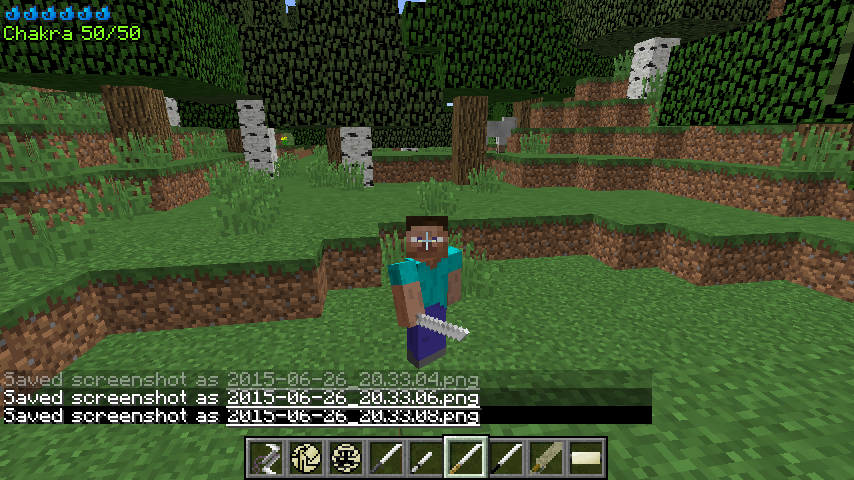 Chakra 50/50
Saved screenshot as 2015-06-26_20.33.04.png
Saved screenshot as 2015-06-26_20.33.06.png
Saved screenshot as 2015-06-26_20.33.08.png